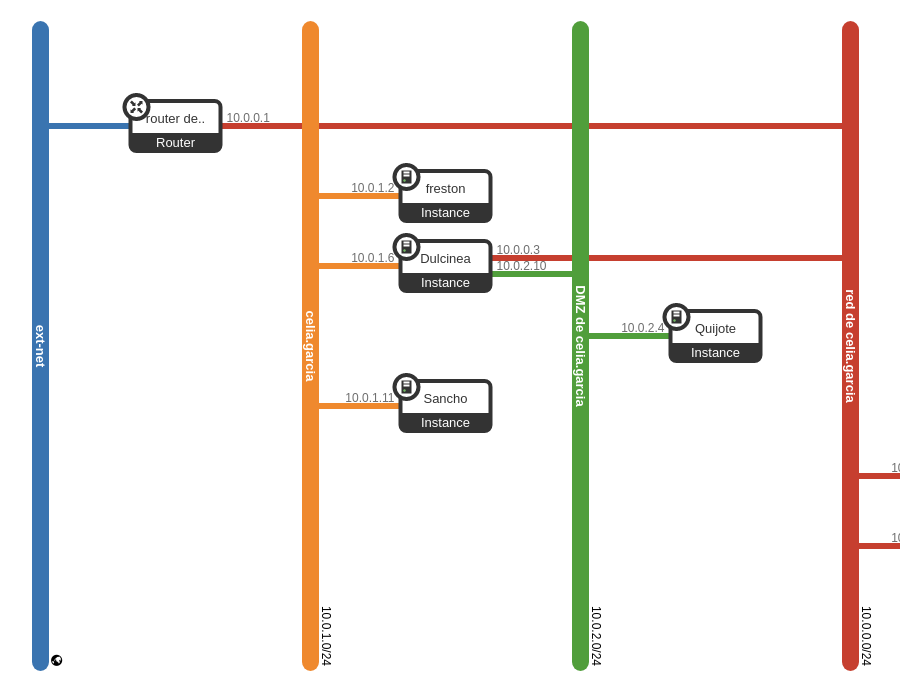 router de..
Router
10.0.0.1
10.0.1.2
freston
Instance
10.0.1.6
Dulcinea
Instance
10.0.0.3
10.0.2.10
10.0.2.4
Quijote
Instance
10.0.1.11
Sancho
Instance
ext-net
celia.garcia
DMZ de celia.garcia
red de celia.garcia
10
10
10.0.1.0/24
10.0.2.0/24
10.0.0.0/24